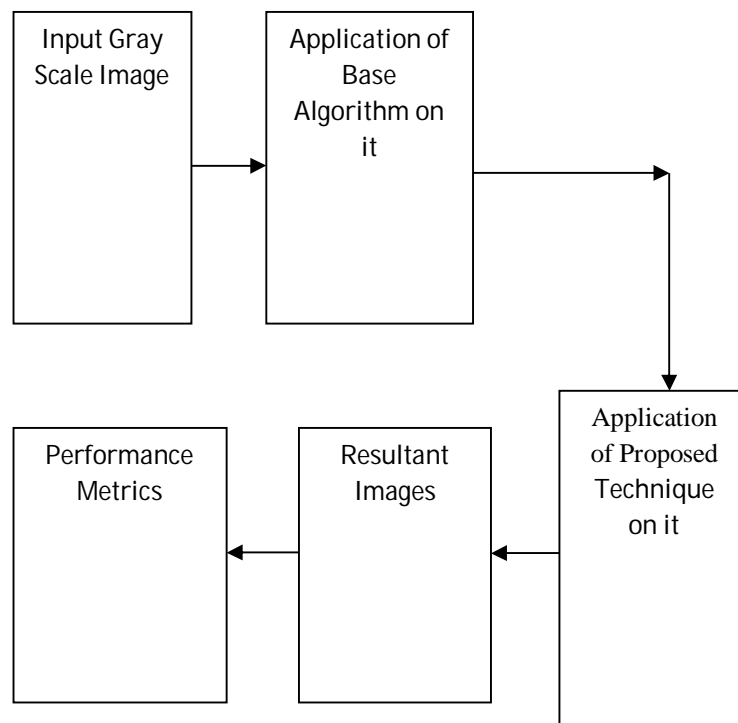 Input Gray
Scale Image
Application of
Base
Algorithm on
it
Application
of Proposed
Technique
on it
Resultant
Images
Performance
Metrics